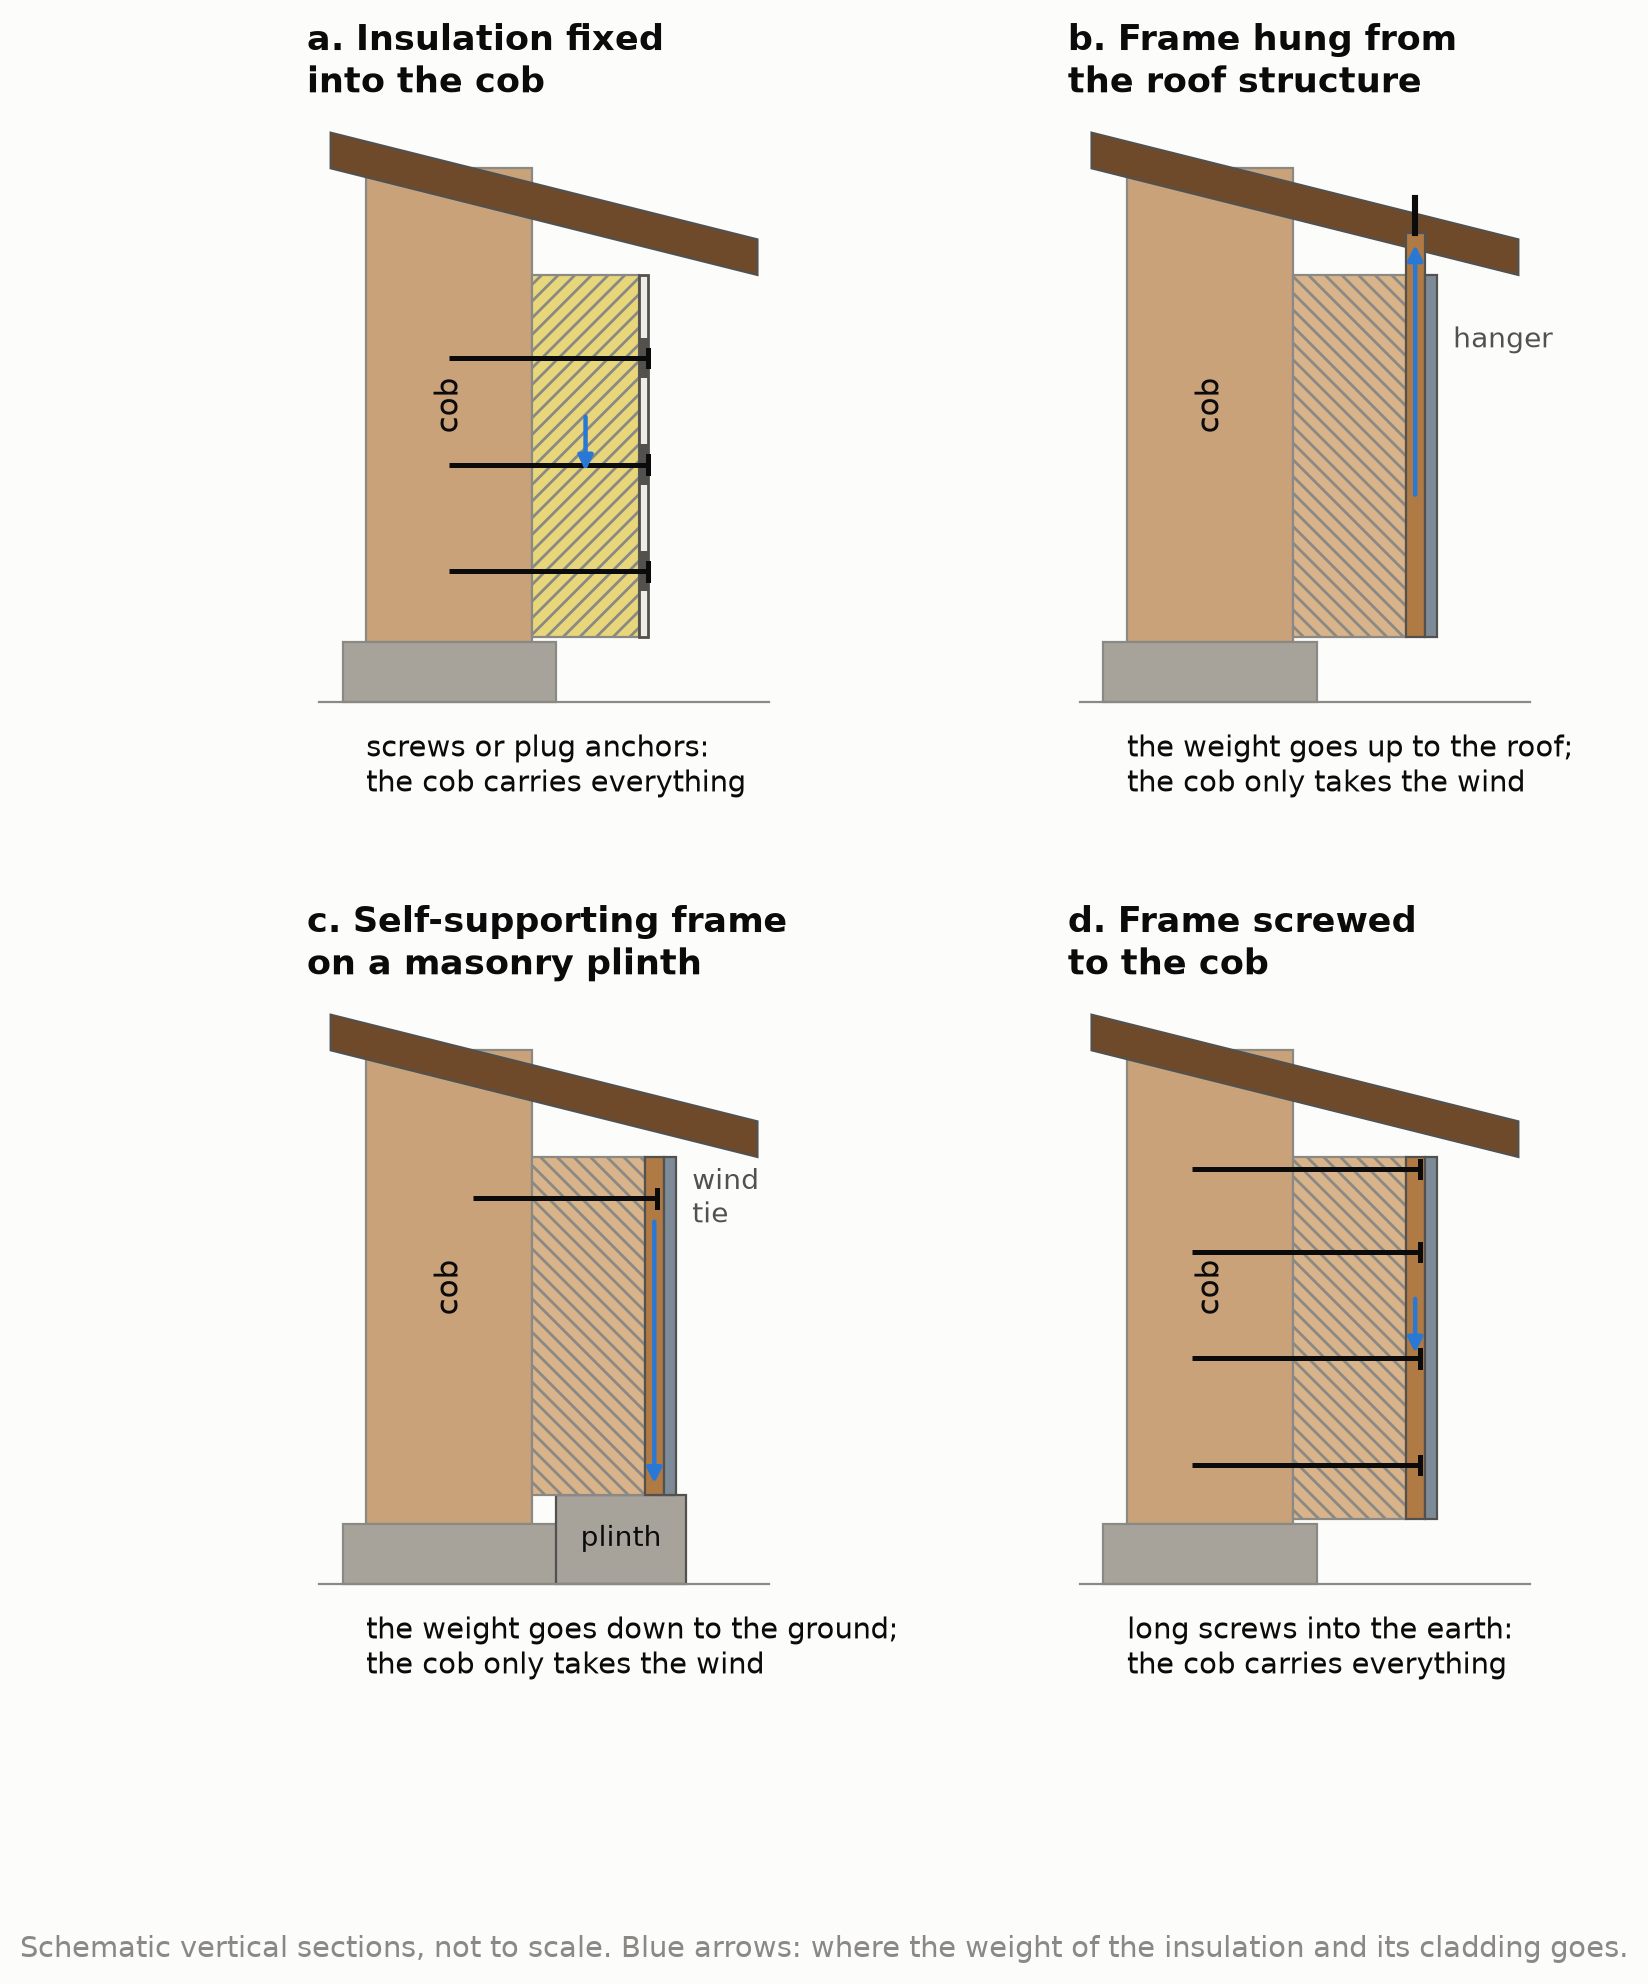 a. Insulation fixed
into the cob
cob
screws or plug anchors:
the cob carries everything
b. Frame hung from
the roof structure
hanger
cob
the weight goes up to the roof;
the cob only takes the wind
c. Self-supporting frame
on a masonry plinth
wind
tie
cob
plinth
the weight goes down to the ground;
the cob only takes the wind
d. Frame screwed
to the cob
cob
long screws into the earth:
the cob carries everything
Schematic vertical sections, not to scale. Blue arrows: where the weight of the insulation and its cladding goes.